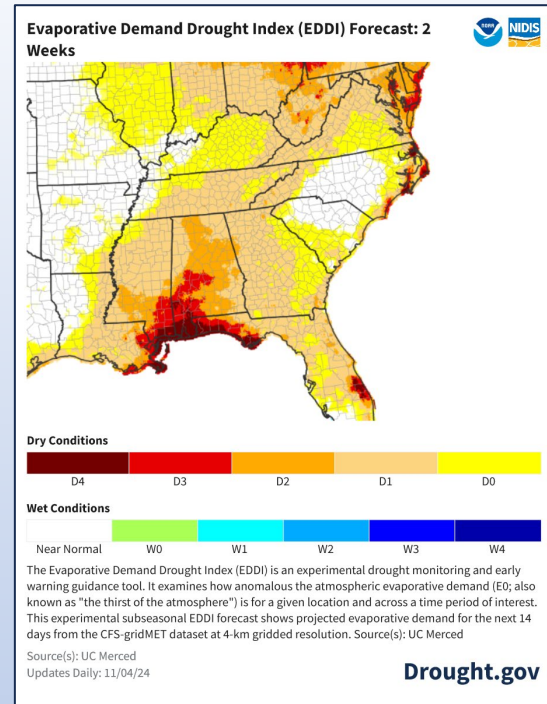 Evaporative Demand Drought Index (EDDI) Forecast: 2
Weeks
NOAA
NIDIS
Dry Conditions
D4 D3 D2 D1 D0
Wet Conditions
Near Normal W0 W1 W2 W3 W4
The Evaporative Demand Drought Index (EDDI) is an experimental drought monitoring and early
warning guidance tool. It examines how anomalous the atmospheric evaporative demand (E0; also
known as "the thirst of the atmosphere") is for a given location and across a time period of interest.
This experimental subseasonal EDDI forecast shows projected evaporative demand for the next 14
days from the CFS-gridMET dataset at 4-km gridded resolution. Source(s): UC Merced
Source(s): UC Merced
Updates Daily: 11/04/24
Drought.gov